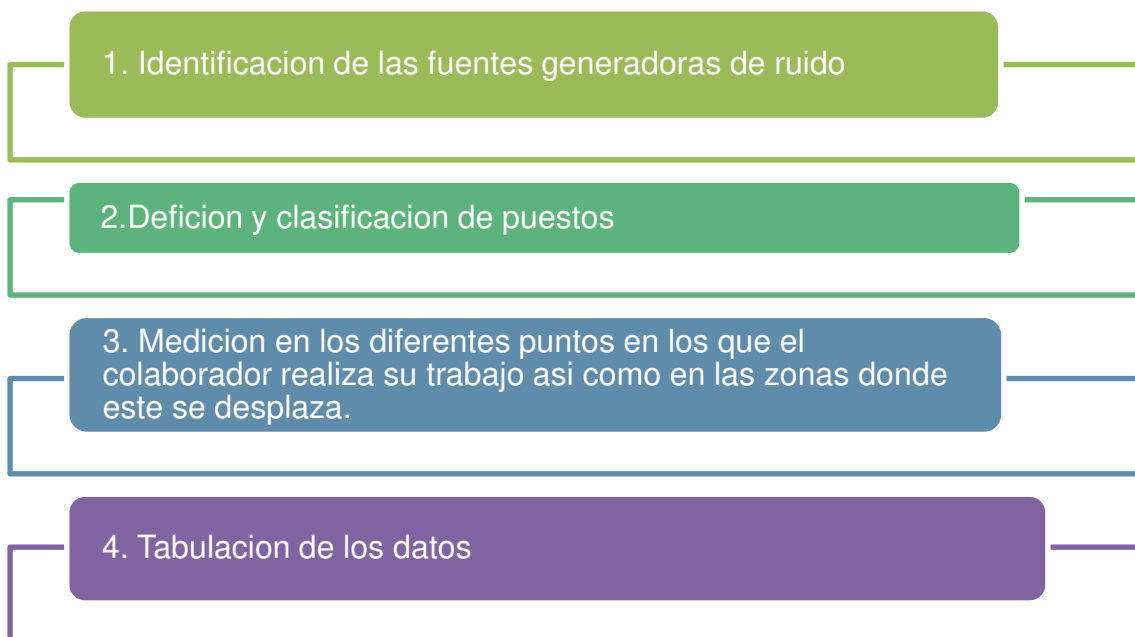 1. Identificacion de las fuentes generadoras de ruido
2.Deficion y clasificacion de puestos
3. Medicion en los diferentes puntos en los que el
colaborador realiza su trabajo asi como en las zonas donde
este se desplaza.
4. Tabulacion de los datos